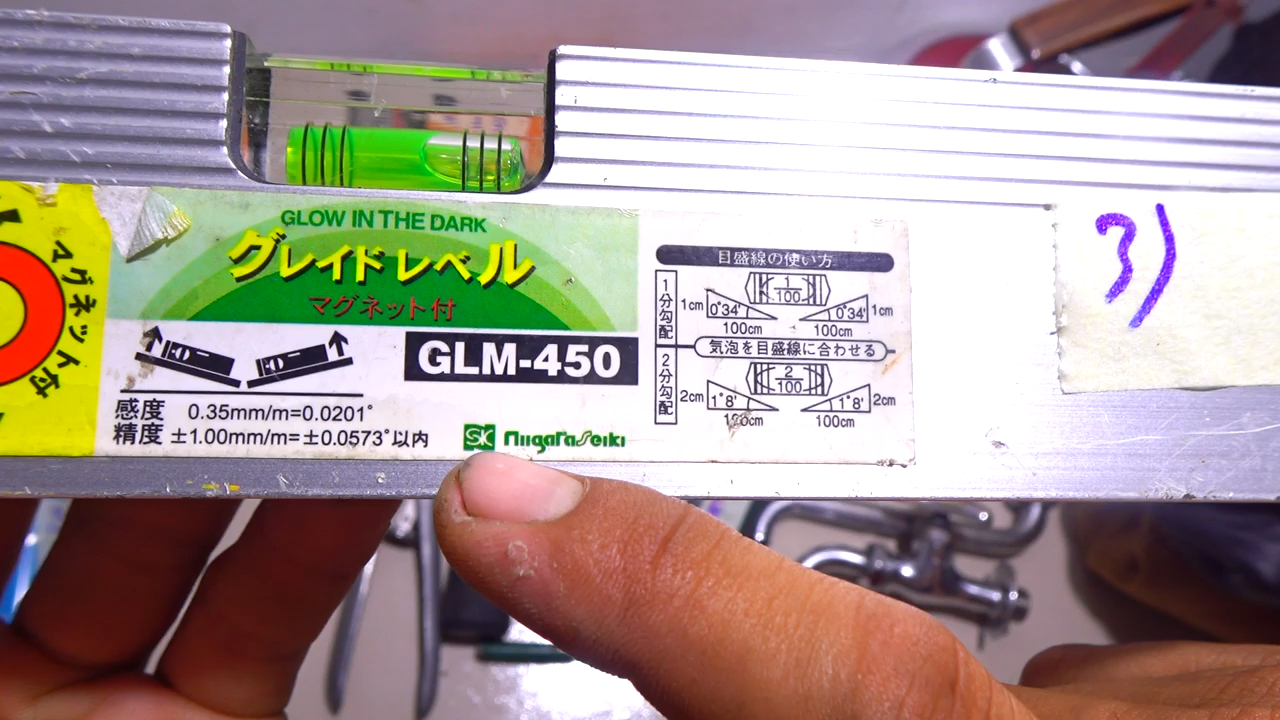 マグネット付
GLOW IN THE DARK
グレイドレベル
マグネット付
GLM-450
感度 0.35mm/m=0.0201°
精度 ±1.00mm/m=±0.0573°以内
SK NiigataSeiki
目盛線の使い方
1分勾配
1/100
1cm 0°34' 0°34' 1cm
100cm 100cm
気泡を目盛線に合わせる
2分勾配
2/100
2cm 1°8' 1°8' 2cm
100cm 100cm
3)